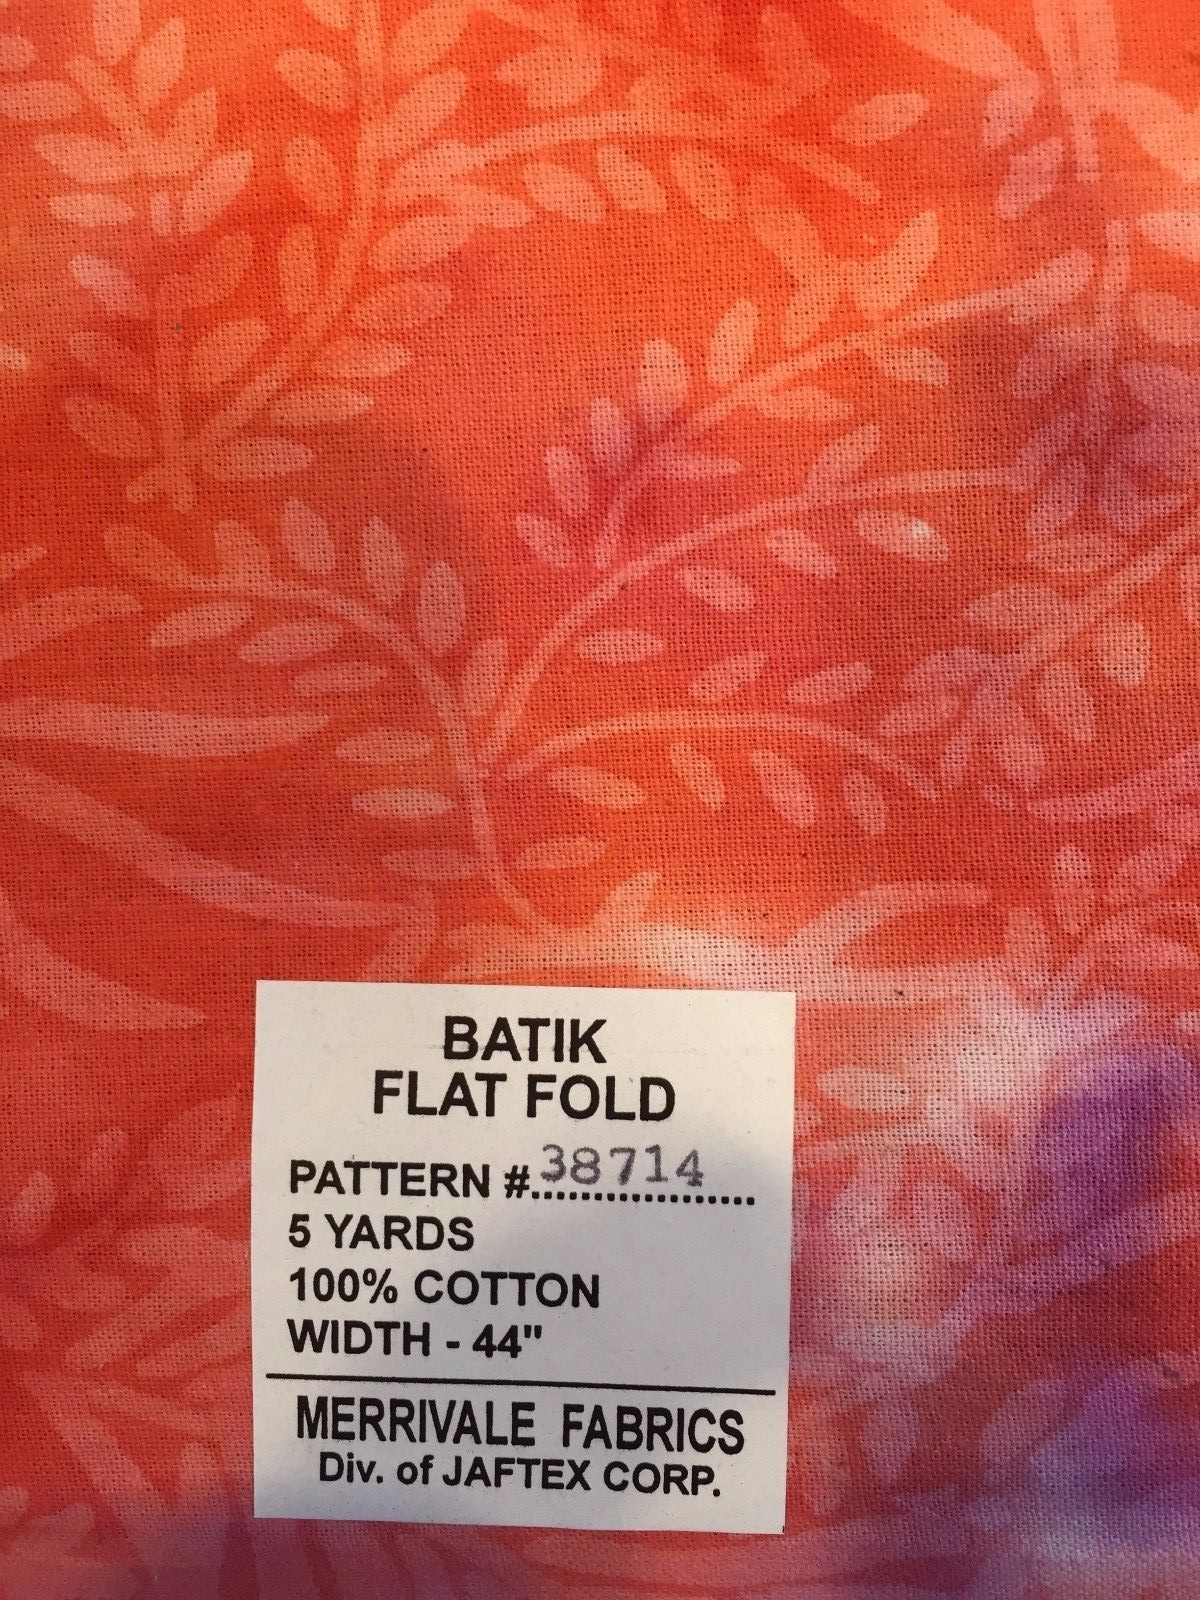 BATIK
FLAT FOLD
PATTERN #38714
5 YARDS
100% COTTON
WIDTH - 44"
MERRIVALE FABRICS
Div. of JAFTEX CORP.